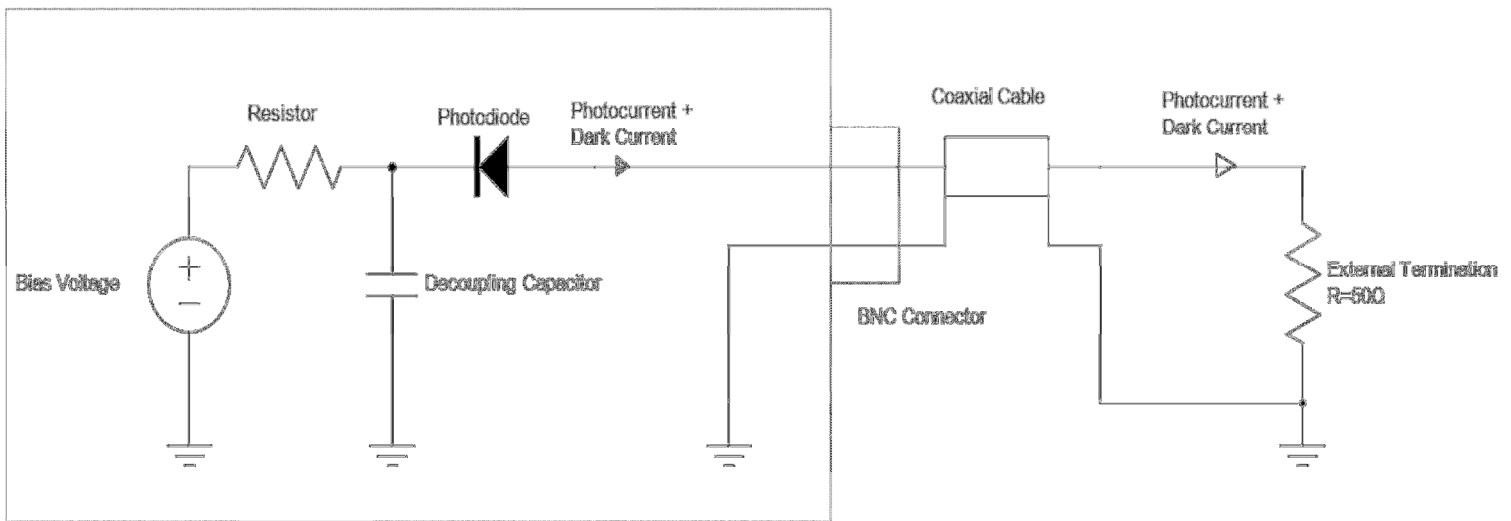 Resistor
Photodiode
Photocurrent +
Dark Current
Coaxial Cable
Photocurrent +
Dark Current
Bias Voltage
+
−
Decoupling Capacitor
BNC Connector
External Termination
R=50Ω